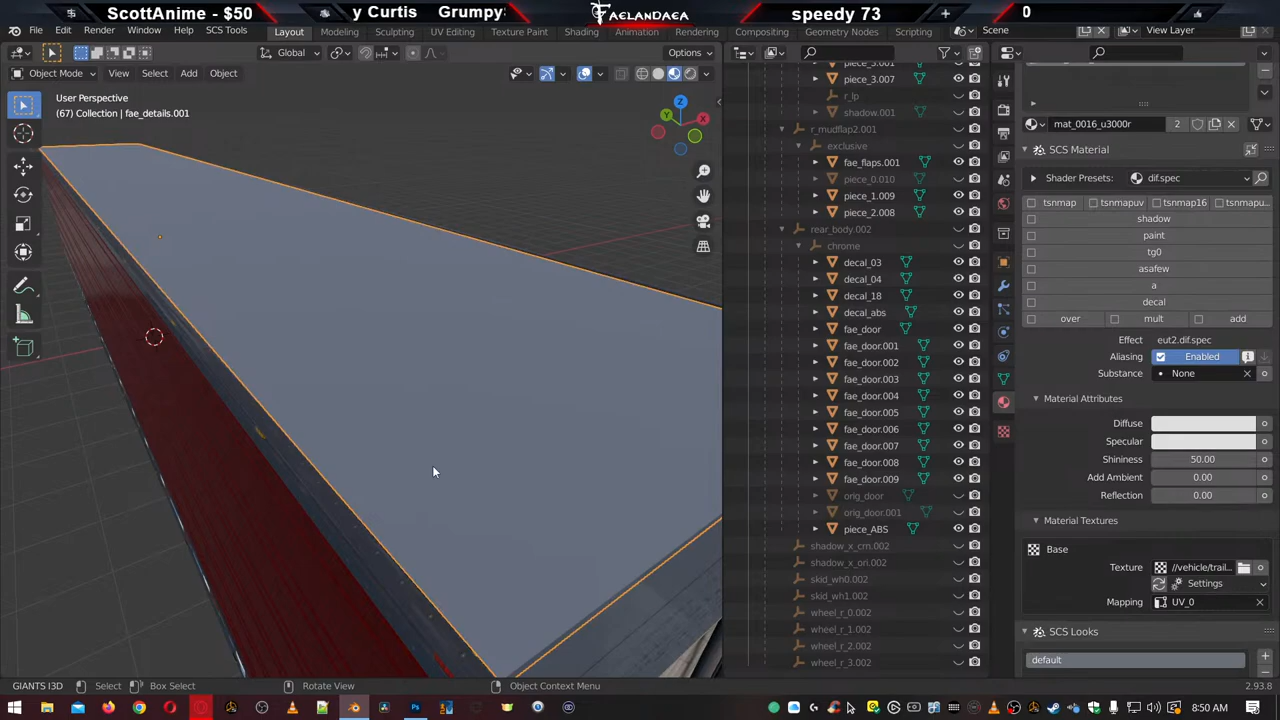 ScottAnime - $50
y Curtis Grumpy
FAELANDAEA
speedy 73
0
File Edit Render Window Help SCS Tools
Layout Modeling Sculpting UV Editing Texture Paint Shading Animation Rendering Compositing Geometry Nodes Scripting
Scene
View Layer
Global
Options
Object Mode View Select Add Object
User Perspective
(67) Collection | fae_details.001
Z
Y
X
piece_3.001
piece_3.007
r_lp
shadow.001
r_mudflap2.001
exclusive
fae_flaps.001
piece_0.010
piece_1.009
piece_2.008
rear_body.002
chrome
decal_03
decal_04
decal_18
decal_abs
fae_door
fae_door.001
fae_door.002
fae_door.003
fae_door.004
fae_door.005
fae_door.006
fae_door.007
fae_door.008
fae_door.009
orig_door
orig_door.001
piece_ABS
shadow_x_crn.002
shadow_x_ori.002
skid_wh0.002
skid_wh1.002
wheel_r_0.002
wheel_r_1.002
wheel_r_2.002
wheel_r_3.002
mat_0016_u3000r 2
SCS Material
Shader Presets: dif.spec
tsnmap tsnmapuv tsnmap16 tsnmapu...
shadow
paint
tg0
asafew
a
decal
over mult add
Effect eut2.dif.spec
Aliasing Enabled
Substance None
Material Attributes
Diffuse
Specular
Shininess 50.00
Add Ambient 0.00
Reflection 0.00
Material Textures
Base
Texture //vehicle/trail...
Settings
Mapping UV_0
SCS Looks
default
GIANTS I3D Select Box Select Rotate View Object Context Menu 2.93.8
8:50 AM